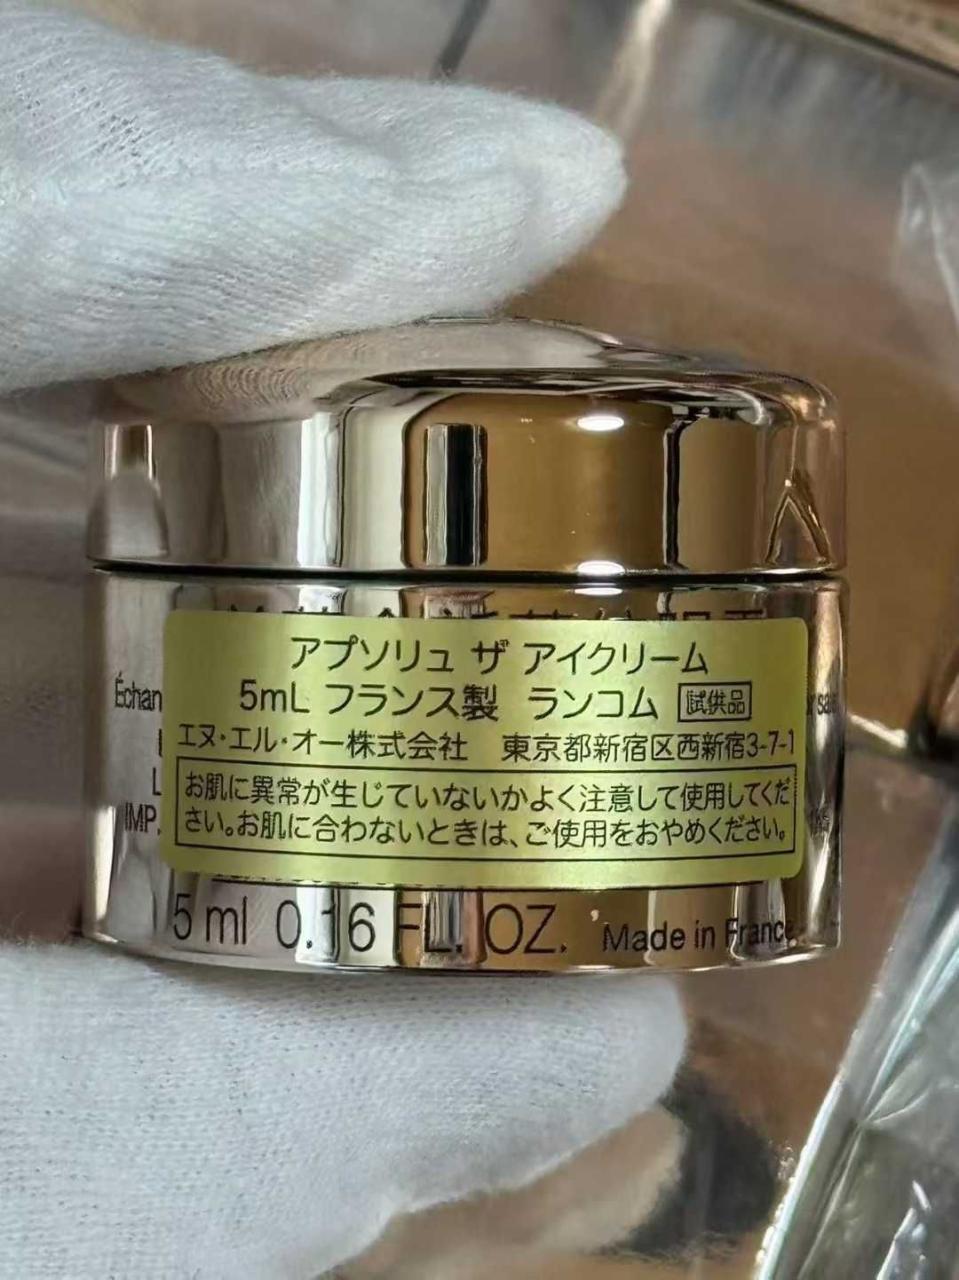 アプソリュ ザ アイクリーム
5mL フランス製 ランコム 試供品
エヌ・エル・オー株式会社 東京都新宿区西新宿3-7-1
お肌に異常が生じていないかよく注意して使用してくだ
さい。お肌に合わないときは、ご使用をおやめください。
Échan
IMP.
5 ml 0.16 FL. OZ. Made in France